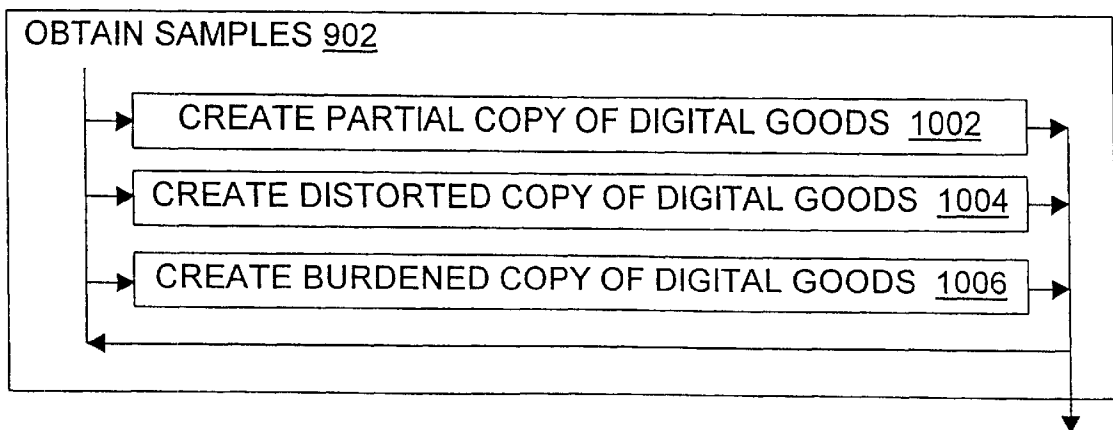 OBTAIN SAMPLES 902
CREATE PARTIAL COPY OF DIGITAL GOODS 1002
CREATE DISTORTED COPY OF DIGITAL GOODS 1004
CREATE BURDENED COPY OF DIGITAL GOODS 1006